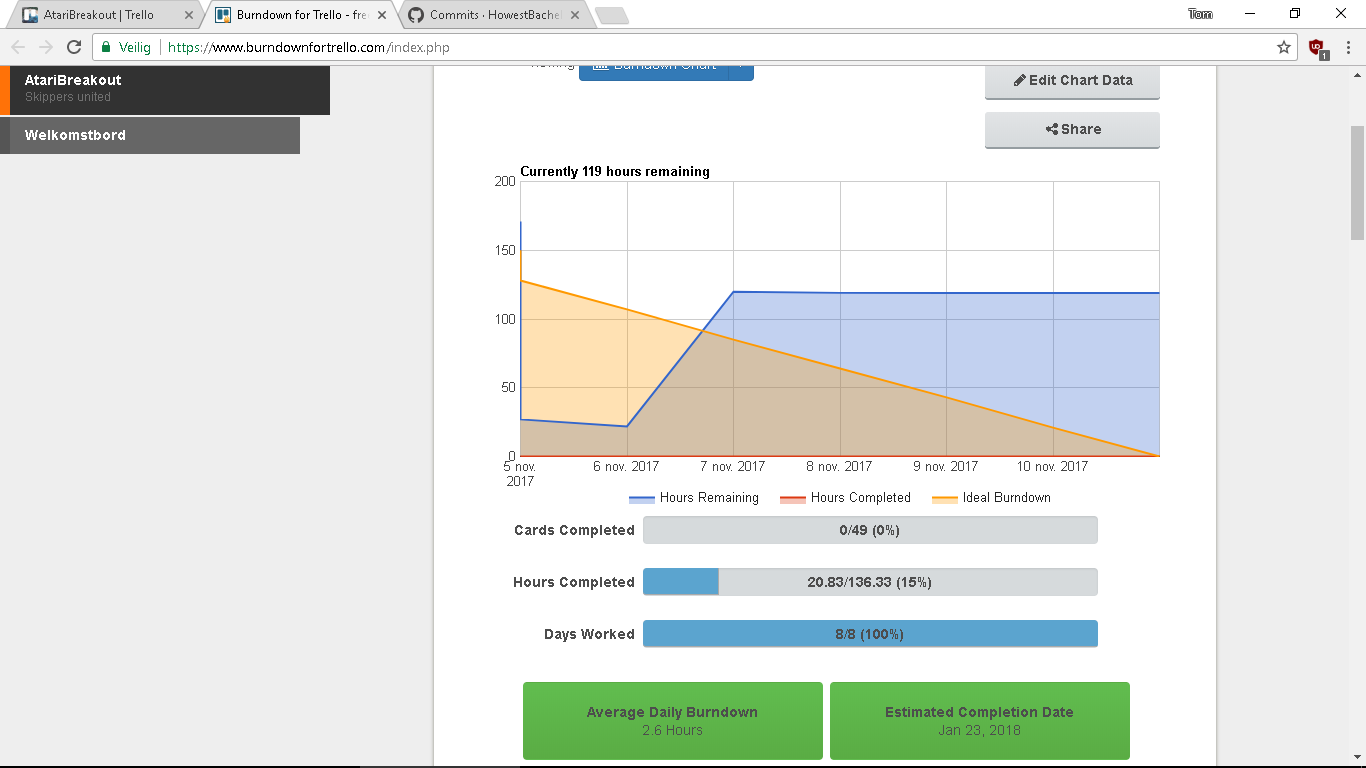 AtariBreakout | Trello
Burndown for Trello - fre
Commits · HowestBache
Tom
Veilig
https://www.burndownfortrello.com/index.php
1
AtariBreakout
Skippers united
Welkomstbord
Burndown Chart
Edit Chart Data
Share
Currently 119 hours remaining
200
150
100
50
0
5 nov. 2017
6 nov. 2017
7 nov. 2017
8 nov. 2017
9 nov. 2017
10 nov. 2017
Hours Remaining
Hours Completed
Ideal Burndown
Cards Completed
0/49 (0%)
Hours Completed
20.83/136.33 (15%)
Days Worked
8/8 (100%)
Average Daily Burndown
2.6 Hours
Estimated Completion Date
Jan 23, 2018